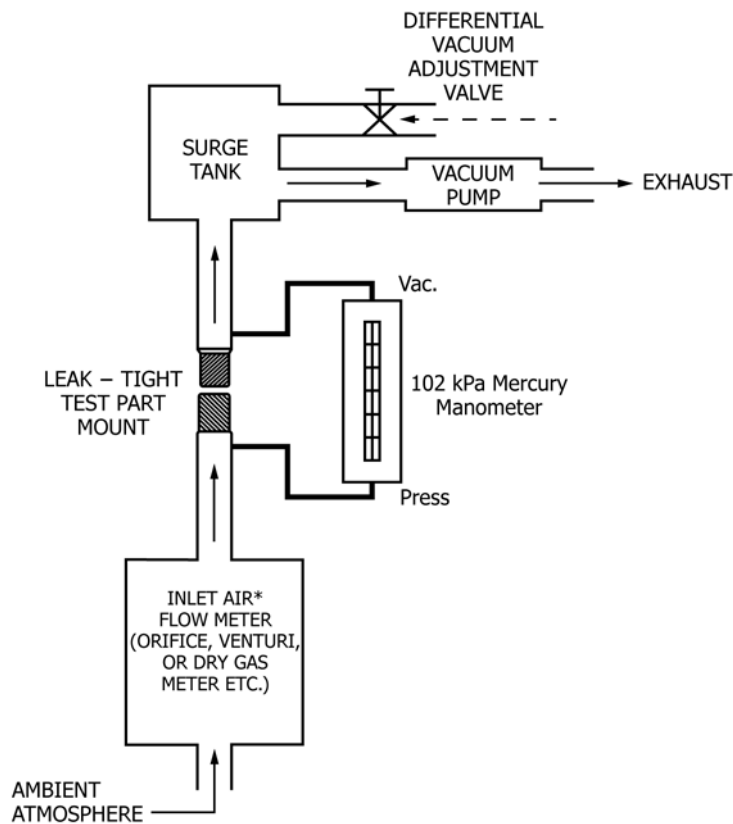 DIFFERENTIAL
VACUUM
ADJUSTMENT
VALVE
SURGE
TANK
VACUUM
PUMP
EXHAUST
Vac.
LEAK – TIGHT
TEST PART
MOUNT
102 kPa Mercury
Manometer
Press
INLET AIR*
FLOW METER
(ORIFICE, VENTURI,
OR DRY GAS
METER ETC.)
AMBIENT
ATMOSPHERE